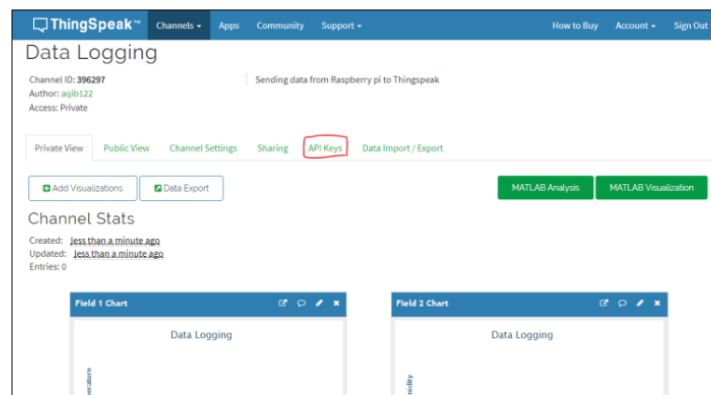 ThingSpeak™ Channels Apps Community Support How to Buy Account Sign Out
Data Logging
Channel ID: 396297 Sending data from Raspberry pi to Thingspeak
Author: aqib122
Access: Private
Private View Public View Channel Settings Sharing API Keys Data Import / Export
Add Visualizations Data Export MATLAB Analysis MATLAB Visualization
Channel Stats
Created: less than a minute ago
Updated: less than a minute ago
Entries: 0
Field 1 Chart Field 2 Chart
Data Logging Data Logging